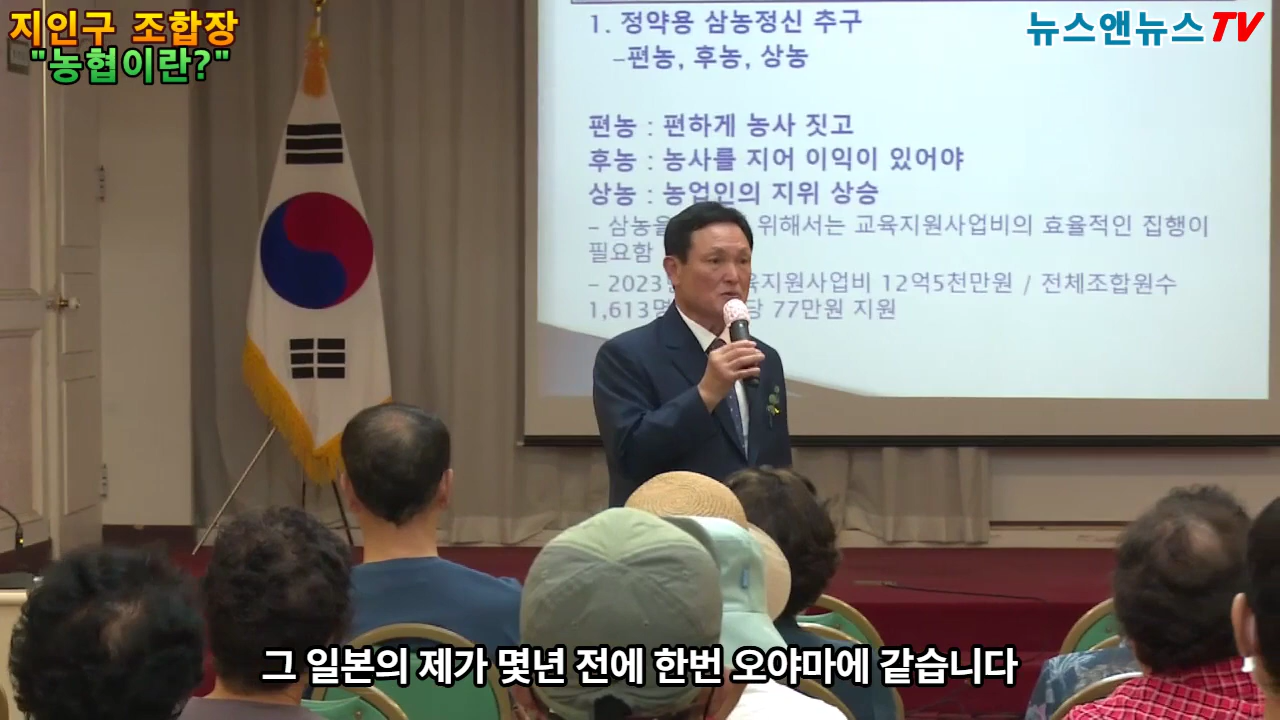 지인구 조합장
"농협이란?"
뉴스앤뉴스TV
1. 정약용 삼농정신 추구
-편농, 후농, 상농
편농 : 편하게 농사 짓고
후농 : 농사를 지어 이익이 있어야
상농 : 농업인의 지위 상승
- 삼농을 위해서는 교육지원사업비의 효율적인 집행이
필요함
- 2023 지원사업비 12억5천만원 / 전체조합원수
1,613명 당 77만원 지원
그 일본의 제가 몇년 전에 한번 오야마에 같습니다